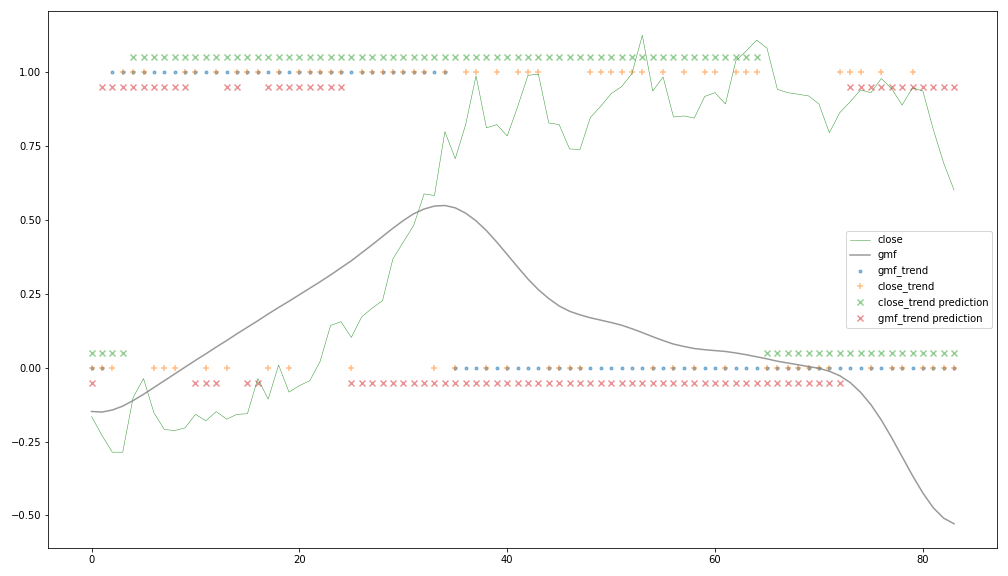 1.00
0.75
0.50
0.25
0.00
−0.25
−0.50
0 20 40 60 80
close
gmf
gmf_trend
close_trend
close_trend prediction
gmf_trend prediction